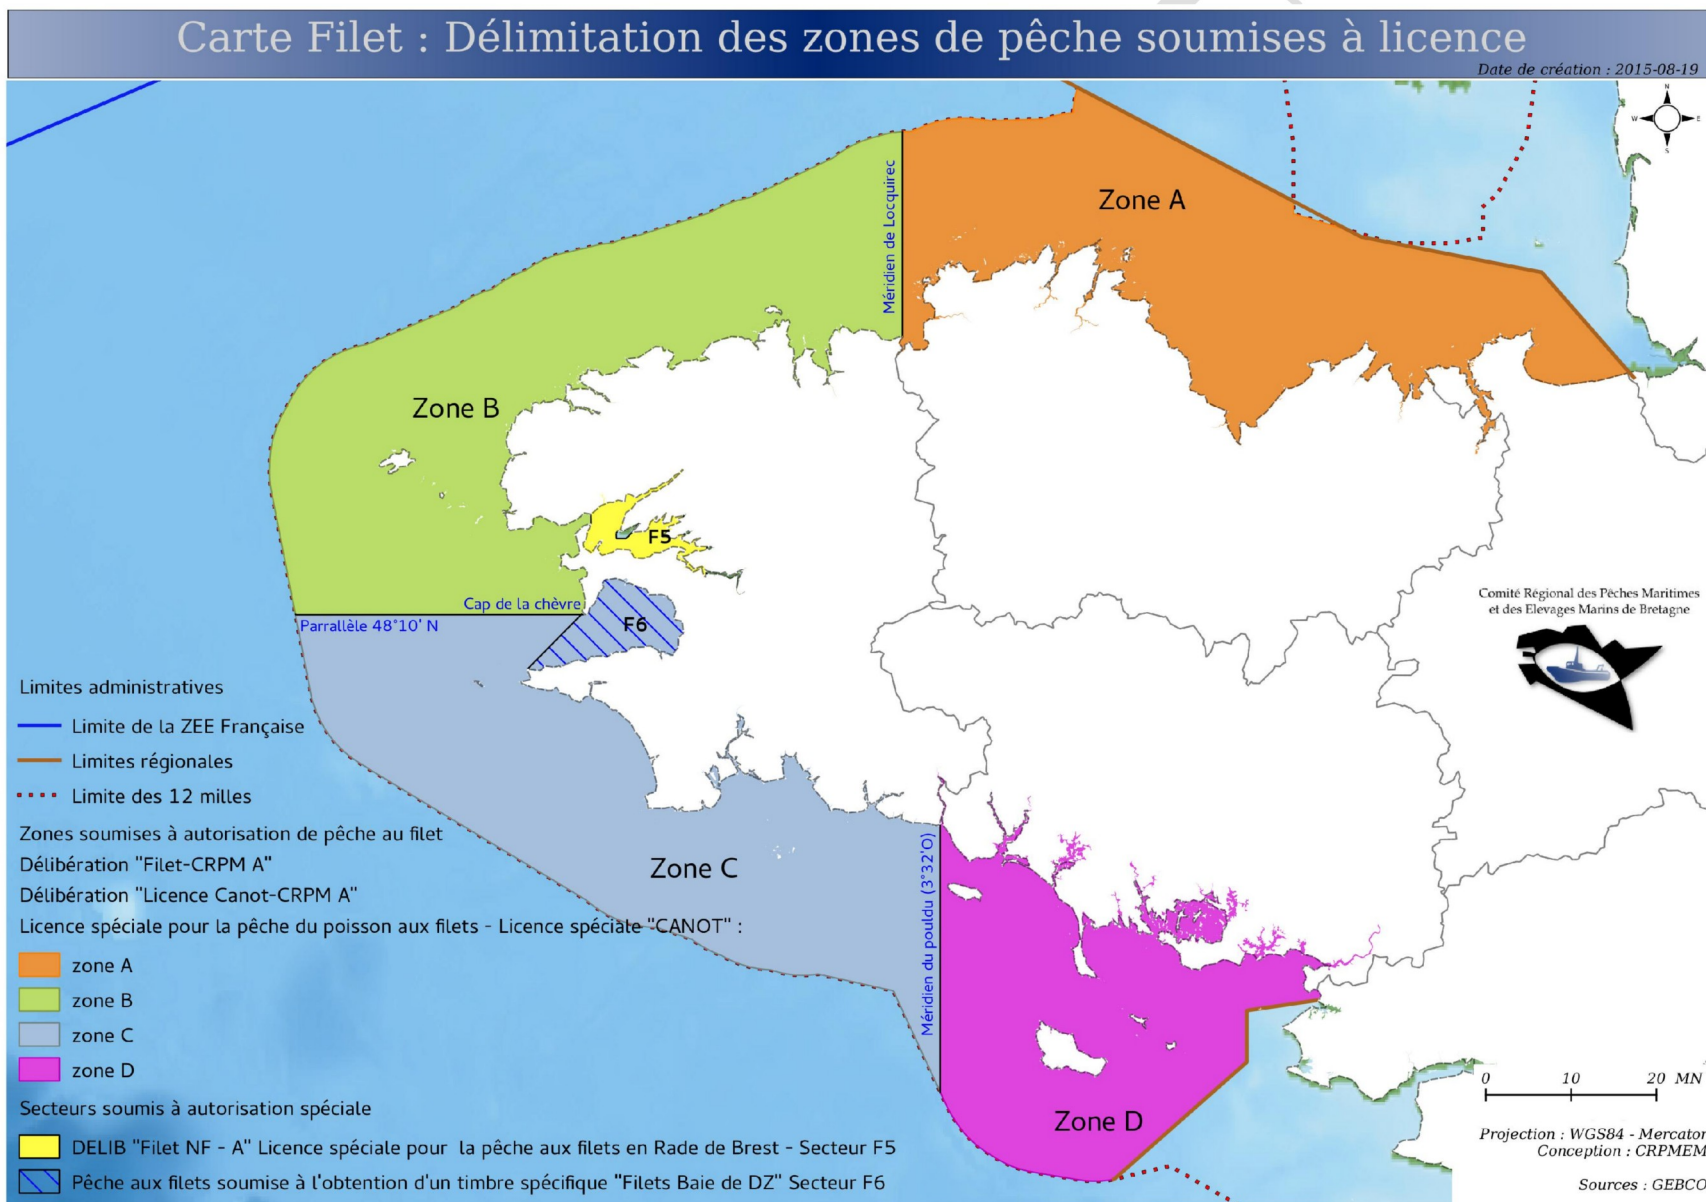 Carte Filet : Délimitation des zones de pêche soumises à licence
Date de création : 2015-08-19
N
W
E
S
Zone A
Méridien de Locquirec
Zone B
F5
Cap de la chèvre
Parrallèle 48°10' N
F6
Comité Régional des Pêches Maritimes
et des Elevages Marins de Bretagne
Limites administratives
Limite de la ZEE Française
Limites régionales
Limite des 12 milles
Zones soumises à autorisation de pêche au filet
Délibération "Filet-CRPM A"
Délibération "Licence Canot-CRPM A"
Licence spéciale pour la pêche du poisson aux filets - Licence spéciale "CANOT" :
zone A
zone B
zone C
zone D
Zone C
Méridien du pouldu (3°32'O)
Zone D
Secteurs soumis à autorisation spéciale
DELIB "Filet NF - A" Licence spéciale pour la pêche aux filets en Rade de Brest - Secteur F5
Pêche aux filets soumise à l'obtention d'un timbre spécifique "Filets Baie de DZ" Secteur F6
0 10 20 MN
Projection : WGS84 - Mercator
Conception : CRPMEM
Sources : GEBCO